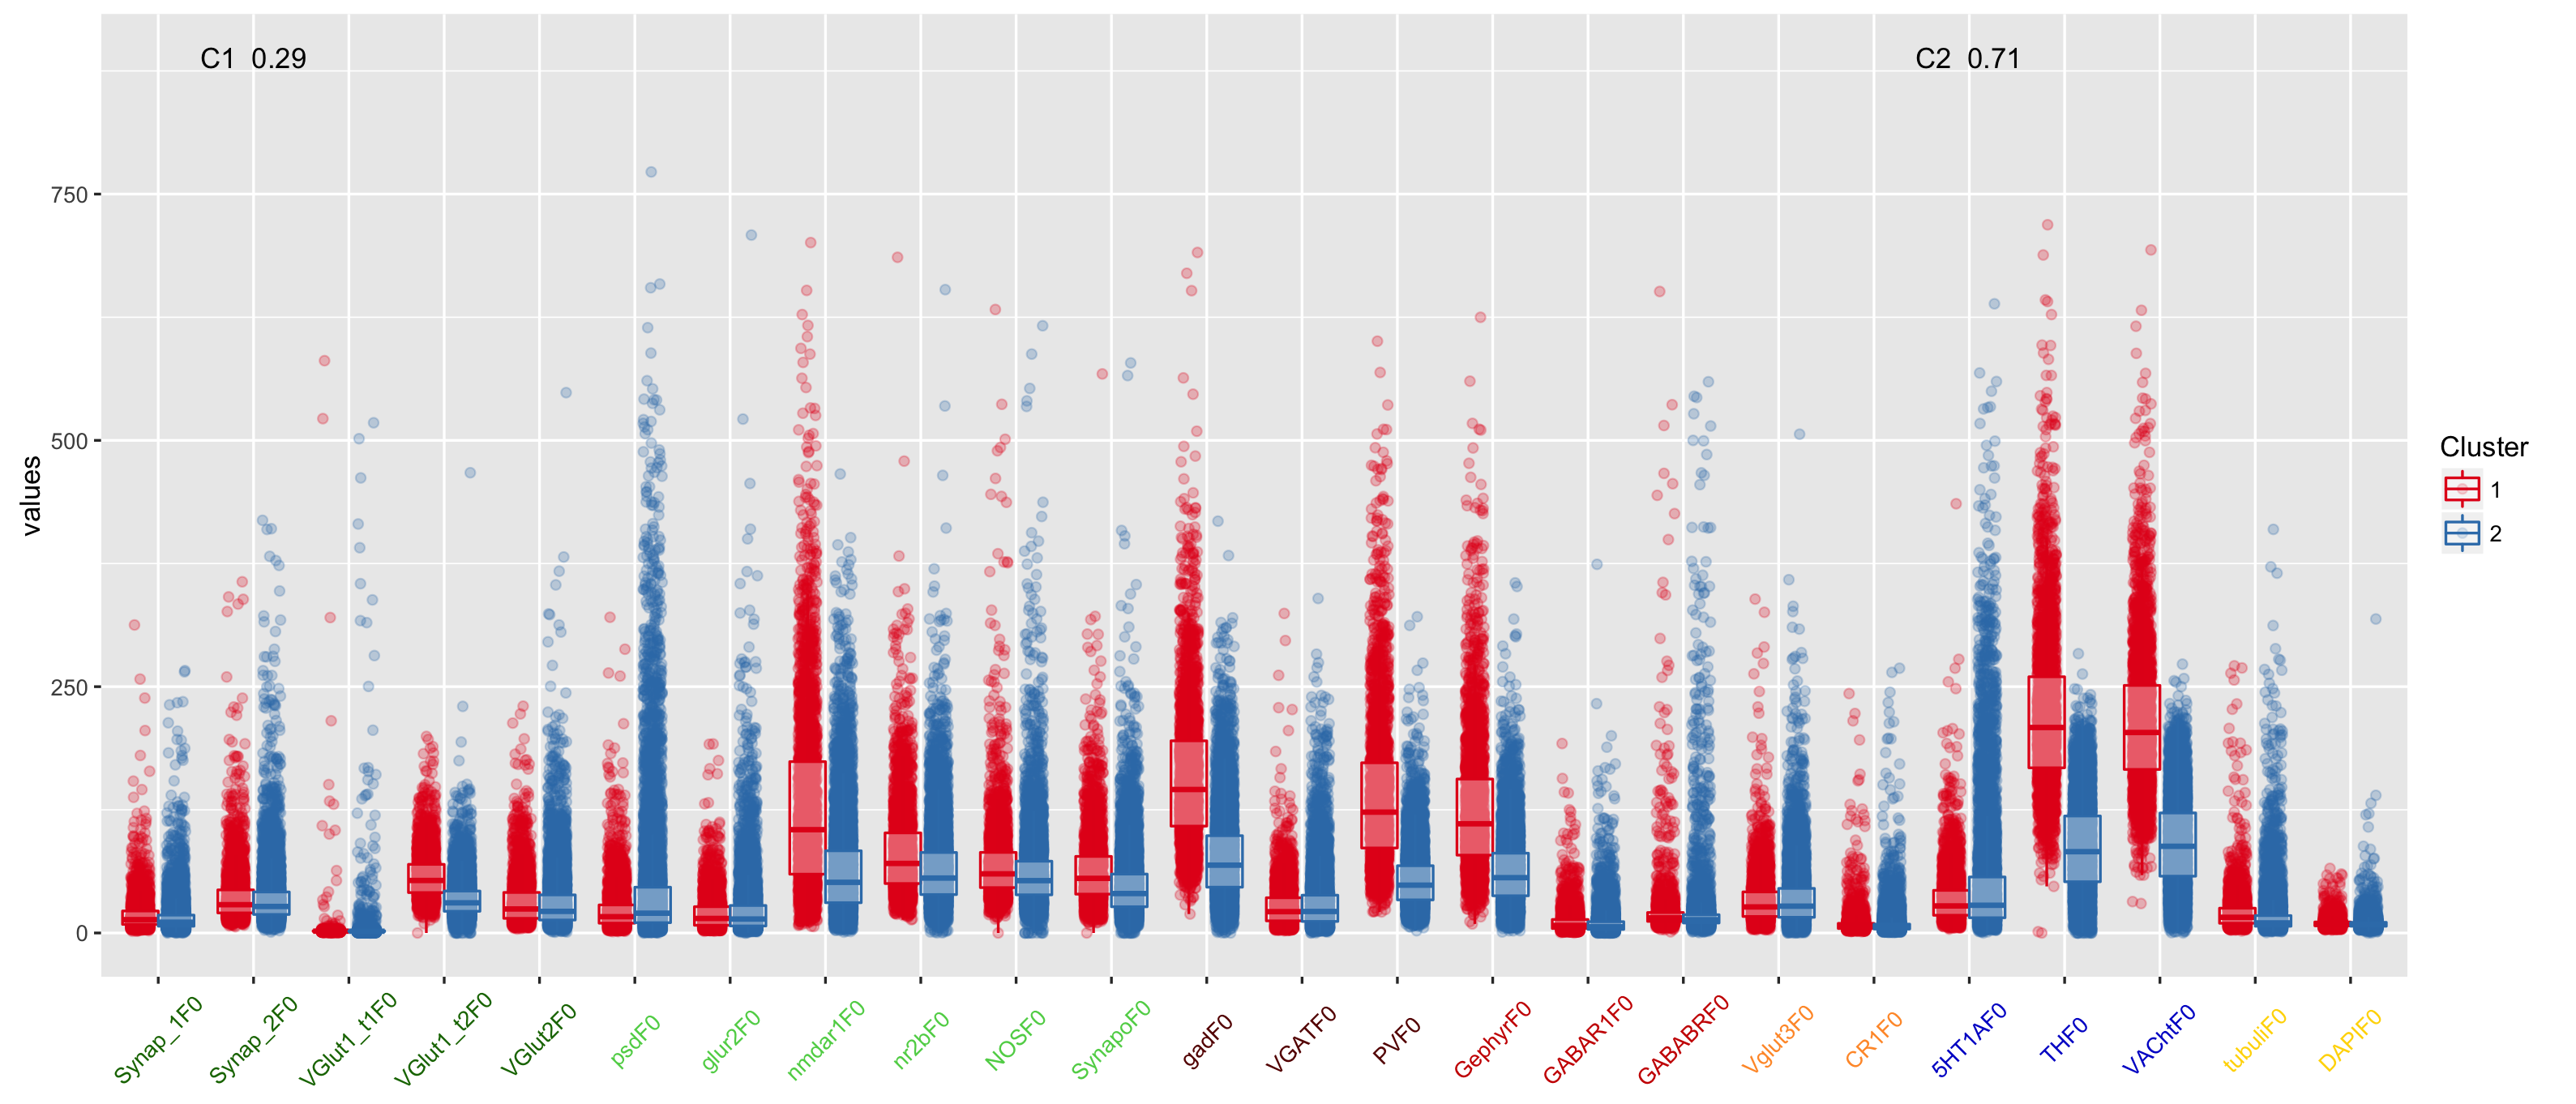 C1 0.29
C2 0.71
values
750
500
250
0
Synap_1F0
Synap_2F0
VGlut1_t1F0
VGlut1_t2F0
VGlut2F0
psdF0
glur2F0
nmdar1F0
nr2bF0
NOSF0
SynapoF0
gadF0
VGATF0
PVF0
GephyrF0
GABAR1F0
GABABRF0
Vglut3F0
CR1F0
5HT1AF0
THF0
VAChtF0
tubuliF0
DAPIF0
Cluster
1
2